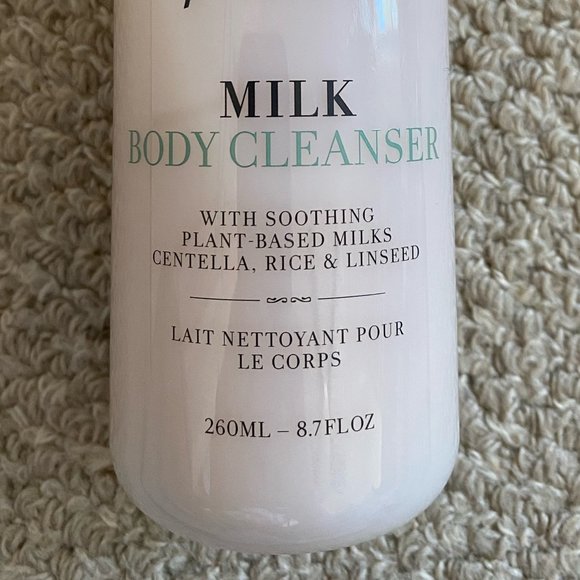 MILK
BODY CLEANSER
WITH SOOTHING
PLANT-BASED MILKS
CENTELLA, RICE & LINSEED
LAIT NETTOYANT POUR
LE CORPS
260ML – 8.7FLOZ